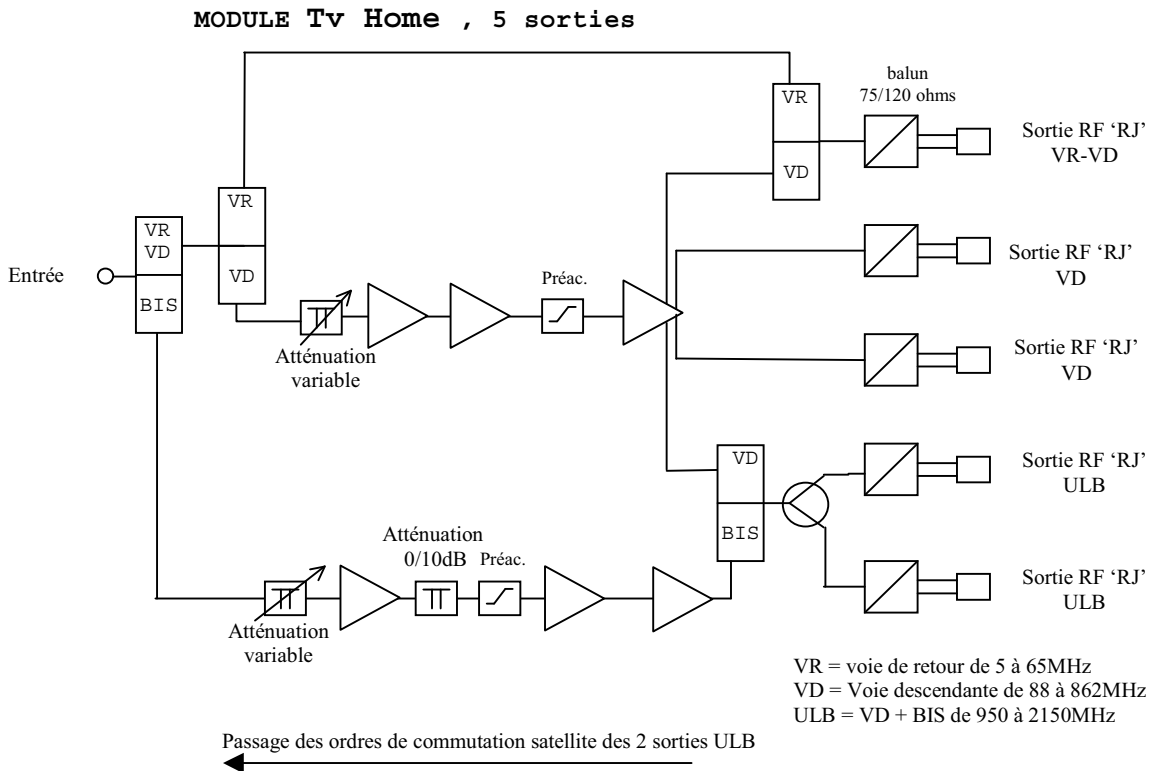 MODULE Tv Home , 5 sorties
balun
75/120 ohms
VR
VD
Sortie RF ‘RJ’
VR-VD
VR
VD
VR
VD
BIS
Entrée
Sortie RF ‘RJ’
VD
Préac.
Atténuation
variable
Sortie RF ‘RJ’
VD
VD
BIS
Sortie RF ‘RJ’
ULB
Atténuation
0/10dB
Préac.
Atténuation
variable
Sortie RF ‘RJ’
ULB
VR = voie de retour de 5 à 65MHz
VD = Voie descendante de 88 à 862MHz
ULB = VD + BIS de 950 à 2150MHz
Passage des ordres de commutation satellite des 2 sorties ULB